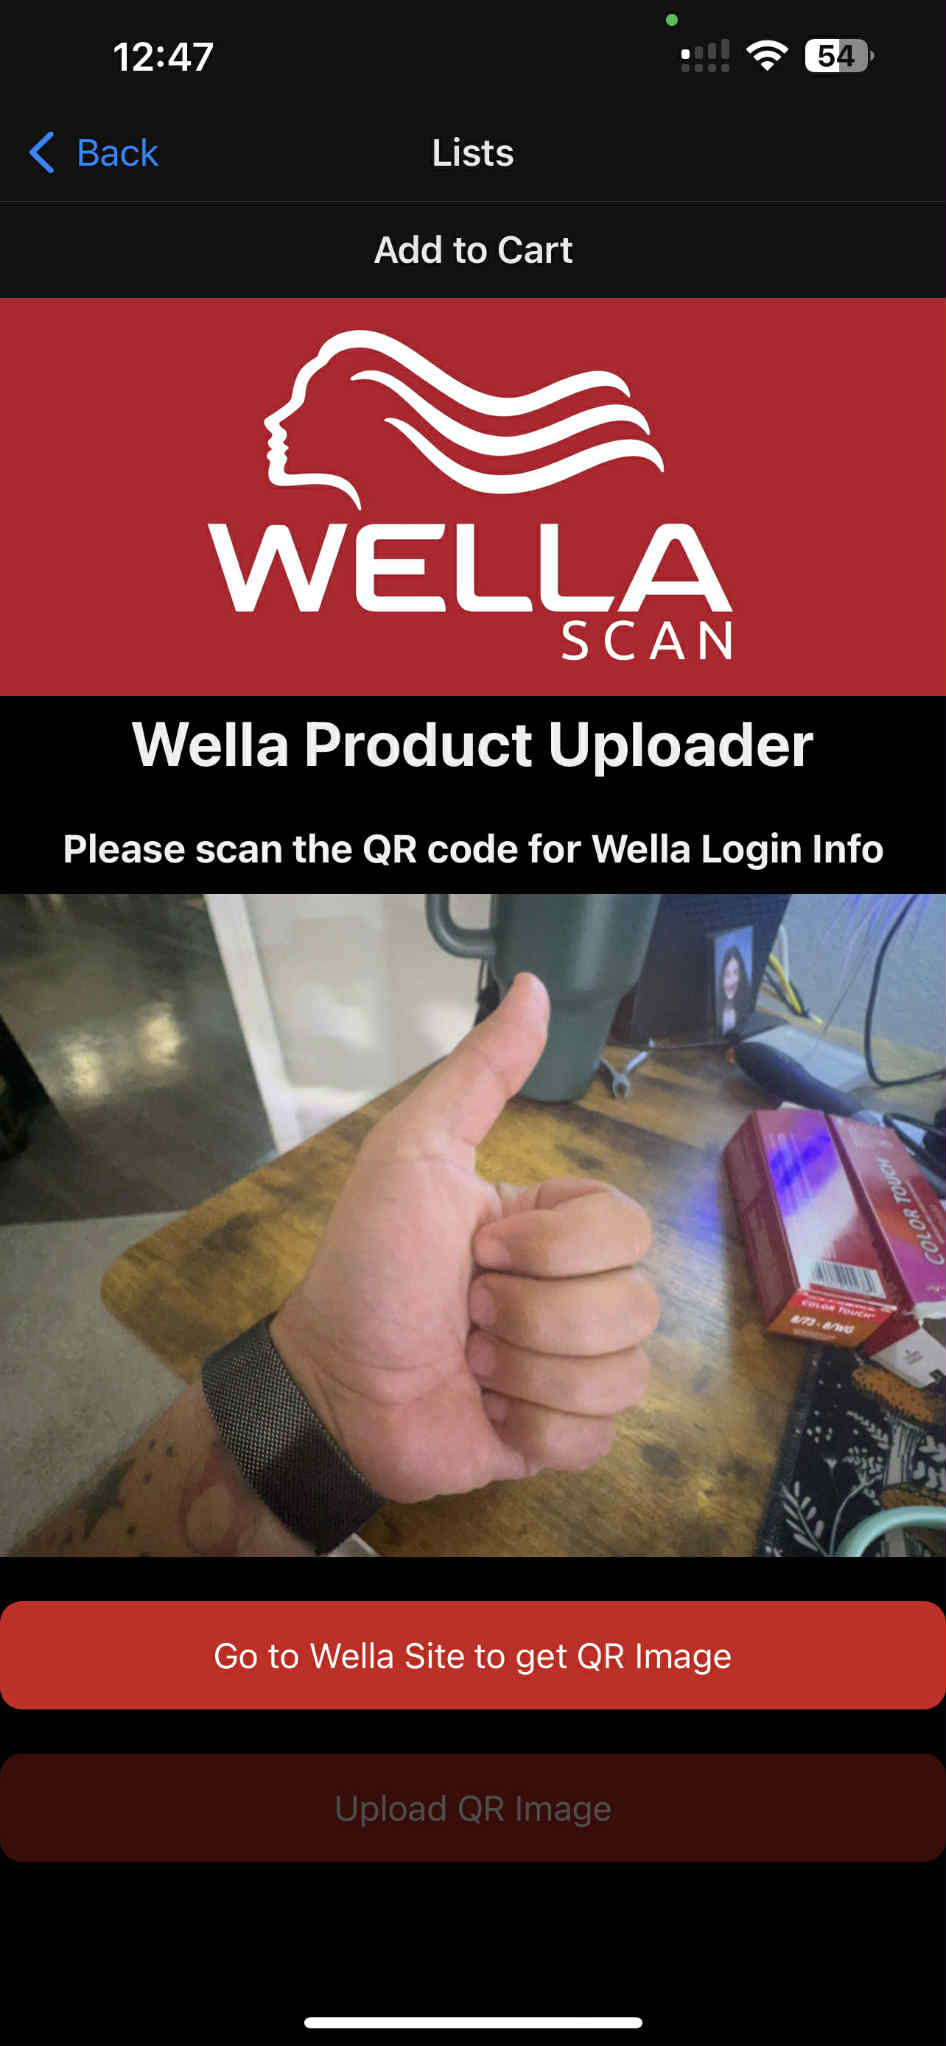 12:47
54
Back
Lists
Add to Cart
WELLA
SCAN
Wella Product Uploader
Please scan the QR code for Wella Login Info
COLOR TOUCH
COLOR TOUCH
8/73 - 8/WG
Go to Wella Site to get QR Image
Upload QR Image